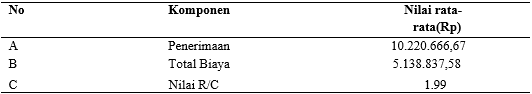 No Komponen Nilai rata-
rata(Rp)
A Penerimaan 10.220.666,67
B Total Biaya 5.138.837,58
C Nilai R/C 1.99